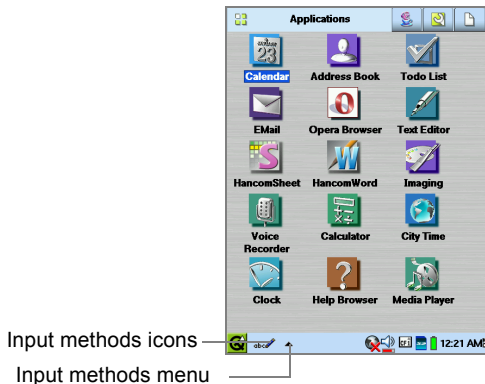 Applications
23
Calendar Address Book Todo List
EMail Opera Browser Text Editor
HancomSheet HancomWord Imaging
Voice Recorder Calculator City Time
Clock Help Browser Media Player
Input methods icons
abc
12:21 AM
Input methods menu